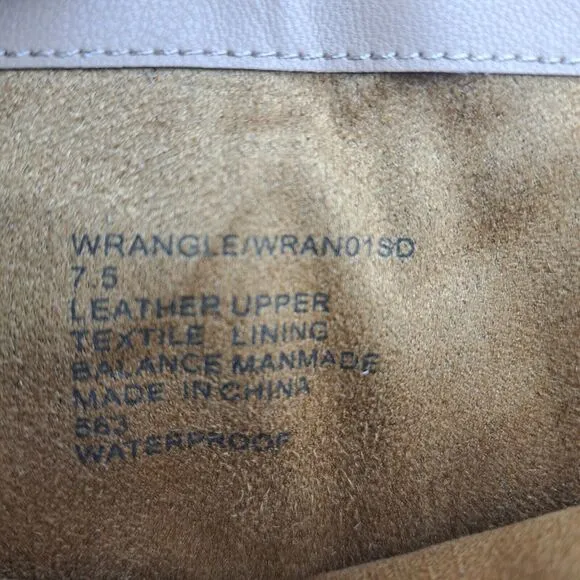 WRANGLE/WRAN01SD
7.5
LEATHER UPPER
TEXTILE LINING
BALANCE MANMADE
MADE IN CHINA
563
WATERPROOF